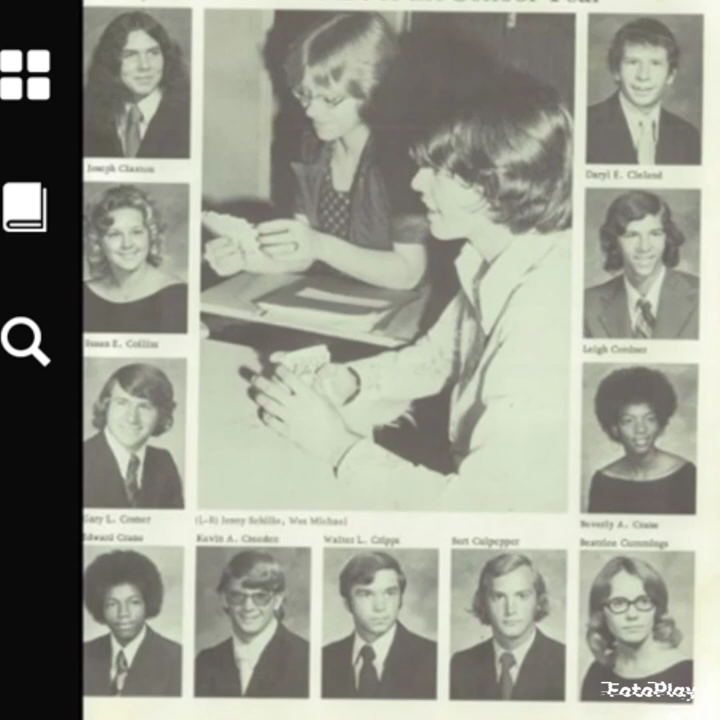 Joseph Claxton
Daryl E. Cleland
Susan E. Collins
Leigh Cordner
Gary L. Comer
(L-R) Jenny Schille, Wes Michael
Beverly A. Crane
Edward Crane
Kevin A.
Walter L. Cripps
Bert Culpepper
Beatrice Cummings
FotoPlay